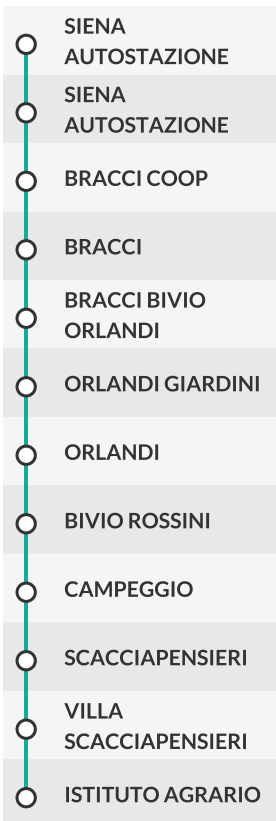 SIENA
AUTOSTAZIONE
SIENA
AUTOSTAZIONE
BRACCI COOP
BRACCI
BRACCI BIVIO
ORLANDI
ORLANDI GIARDINI
ORLANDI
BIVIO ROSSINI
CAMPEGGIO
SCACCIAPENSIERI
VILLA
SCACCIAPENSIERI
ISTITUTO AGRARIO